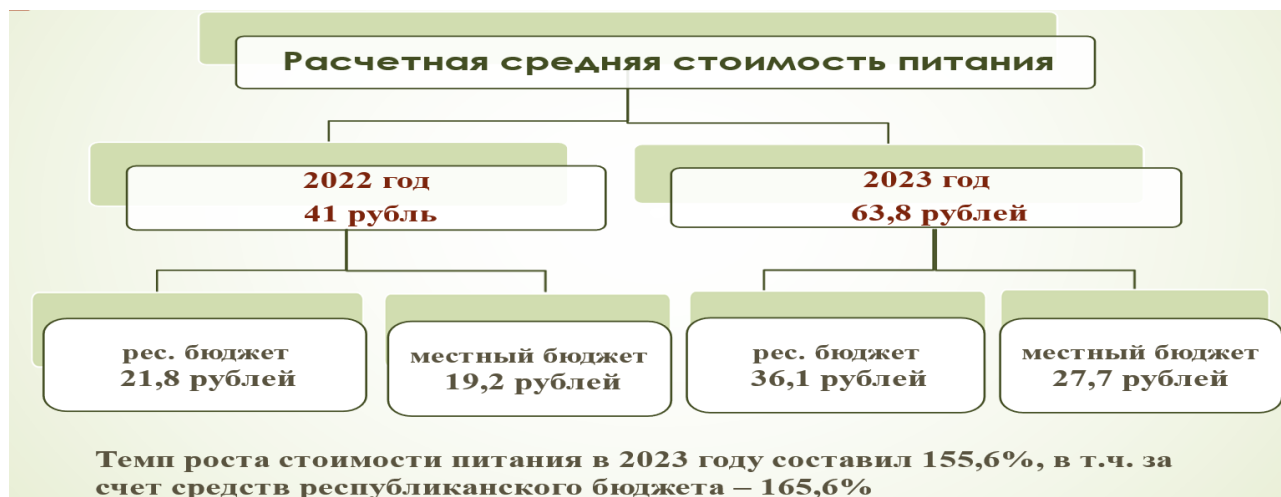 Расчетная средняя стоимость питания
2022 год
41 рубль
2023 год
63,8 рублей
рес. бюджет
21,8 рублей
местный бюджет
19,2 рублей
рес. бюджет
36,1 рублей
местный бюджет
27,7 рублей
Темп роста стоимости питания в 2023 году составил 155,6%, в т.ч. за
счет средств республиканского бюджета – 165,6%